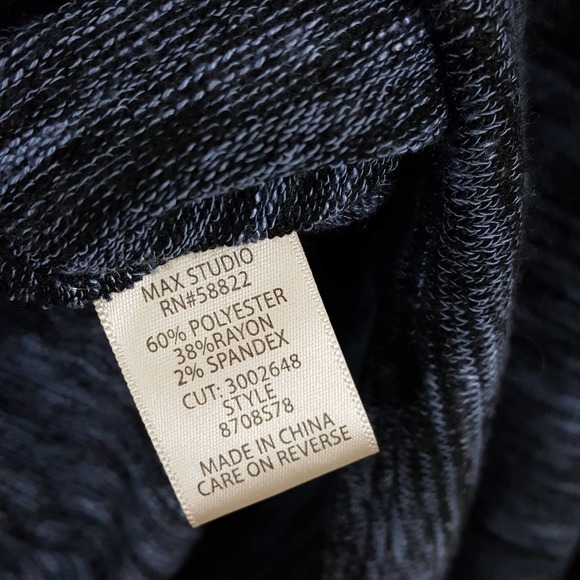 MAX STUDIO
RN#58822
60% POLYESTER
38%RAYON
2% SPANDEX
CUT: 3002648
STYLE
8708578
MADE IN CHINA
CARE ON REVERSE